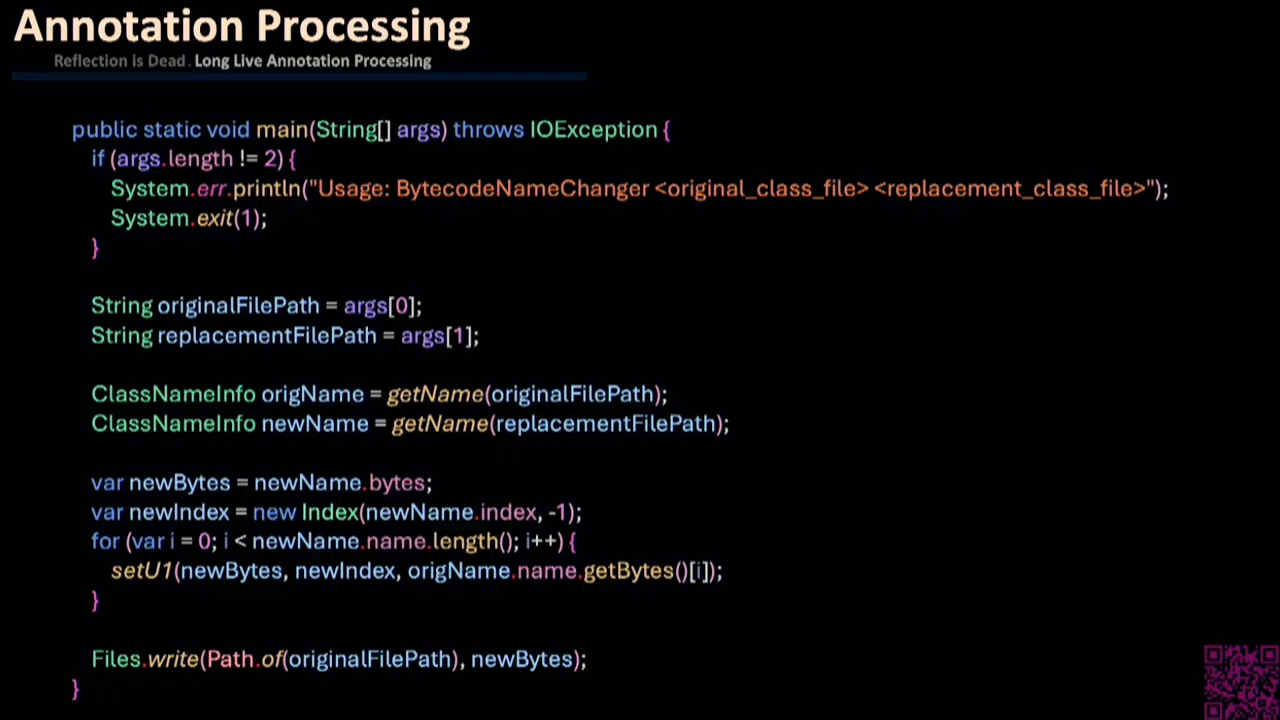 Annotation Processing
Reflection is Dead. Long Live Annotation Processing
public static void main(String[] args) throws IOException {
if (args.length != 2) {
System.err.println("Usage: BytecodeNameChanger <original_class_file> <replacement_class_file>");
System.exit(1);
}
String originalFilePath = args[0];
String replacementFilePath = args[1];
ClassNameInfo origName = getName(originalFilePath);
ClassNameInfo newName = getName(replacementFilePath);
var newBytes = newName.bytes;
var newIndex = new Index(newName.index, -1);
for (var i = 0; i < newName.name.length(); i++) {
setU1(newBytes, newIndex, origName.name.getBytes()[i]);
}
Files.write(Path.of(originalFilePath), newBytes);
}